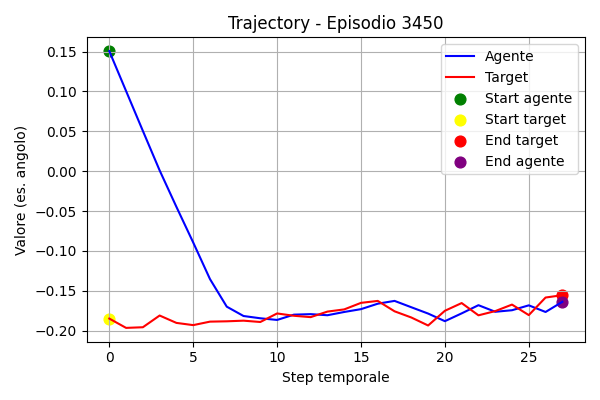 Trajectory - Episodio 3450
Valore (es. angolo)
0.15
0.10
0.05
0.00
−0.05
−0.10
−0.15
−0.20
Agente
Target
Start agente
Start target
End target
End agente
0 5 10 15 20 25
Step temporale